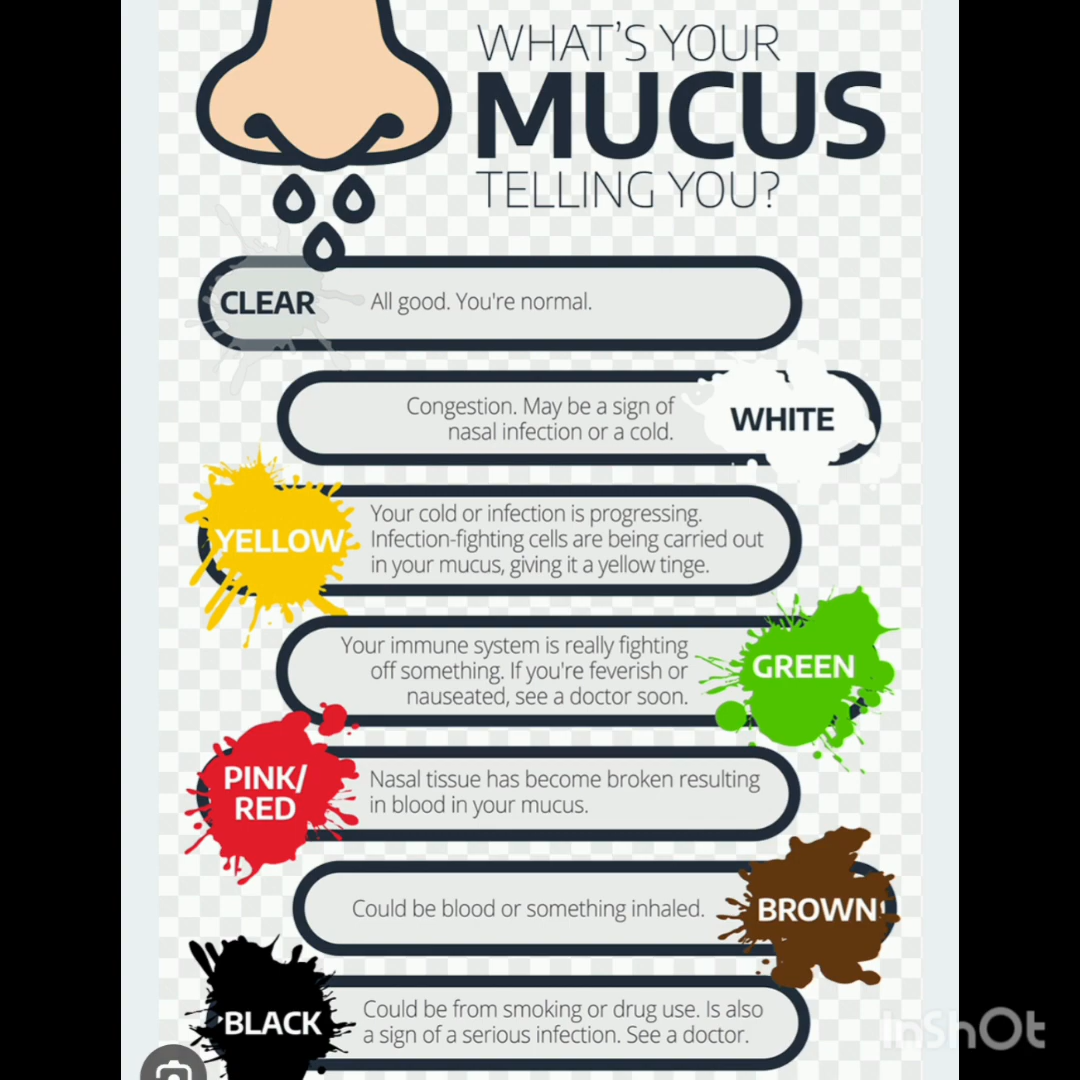 WHAT'S YOUR
MUCUS
TELLING YOU?
CLEAR
All good. You're normal.
Congestion. May be a sign of
nasal infection or a cold.
WHITE
YELLOW
Your cold or infection is progressing.
Infection-fighting cells are being carried out
in your mucus, giving it a yellow tinge.
Your immune system is really fighting
off something. If you're feverish or
nauseated, see a doctor soon.
GREEN
PINK/
RED
Nasal tissue has become broken resulting
in blood in your mucus.
Could be blood or something inhaled.
BROWN
BLACK
Could be from smoking or drug use. Is also
a sign of a serious infection. See a doctor.
InShOt